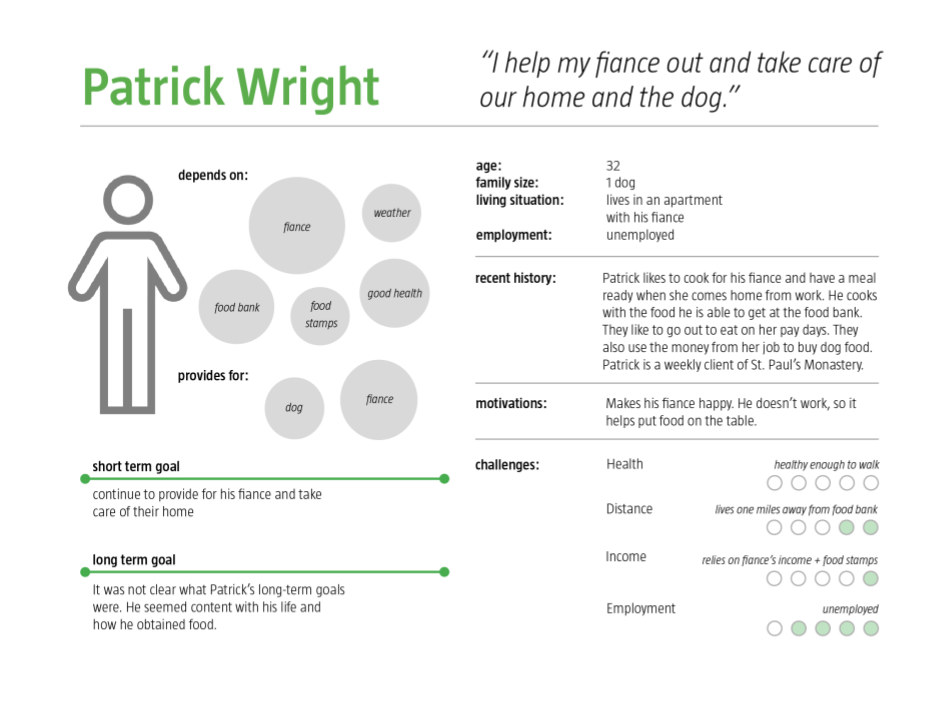 Patrick Wright
“I help my fiance out and take care of
our home and the dog.”
depends on:
fiance
weather
food bank
food
stamps
good health
provides for:
dog
fiance
short term goal
continue to provide for his fiance and take
care of their home
long term goal
It was not clear what Patrick’s long-term goals
were. He seemed content with his life and
how he obtained food.
age: 32
family size: 1 dog
living situation: lives in an apartment
with his fiance
employment: unemployed
recent history: Patrick likes to cook for his fiance and have a meal
ready when she comes home from work. He cooks
with the food he is able to get at the food bank.
They like to go out to eat on her pay days. They
also use the money from her job to buy dog food.
Patrick is a weekly client of St. Paul’s Monastery.
motivations: Makes his fiance happy. He doesn’t work, so it
helps put food on the table.
challenges: Health healthy enough to walk
Distance lives one miles away from food bank
Income relies on fiance’s income + food stamps
Employment unemployed